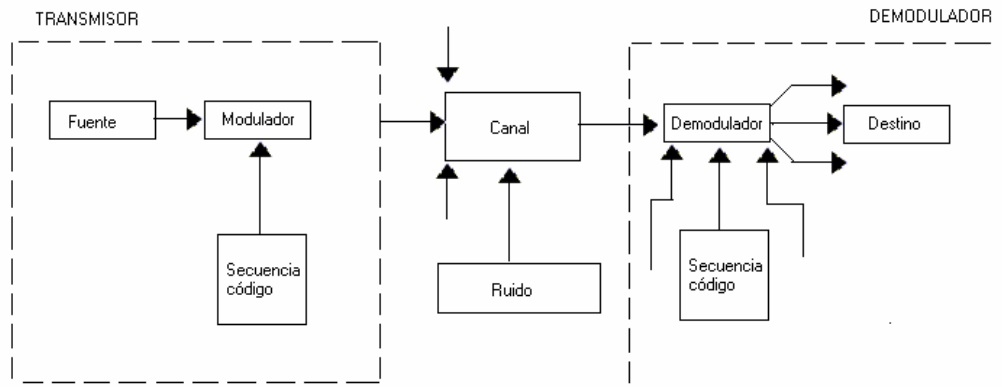 TRANSMISOR
DEMODULADOR
Fuente
Modulador
Canal
Demodulador
Destino
Secuencia
código
Ruido
Secuencia
código